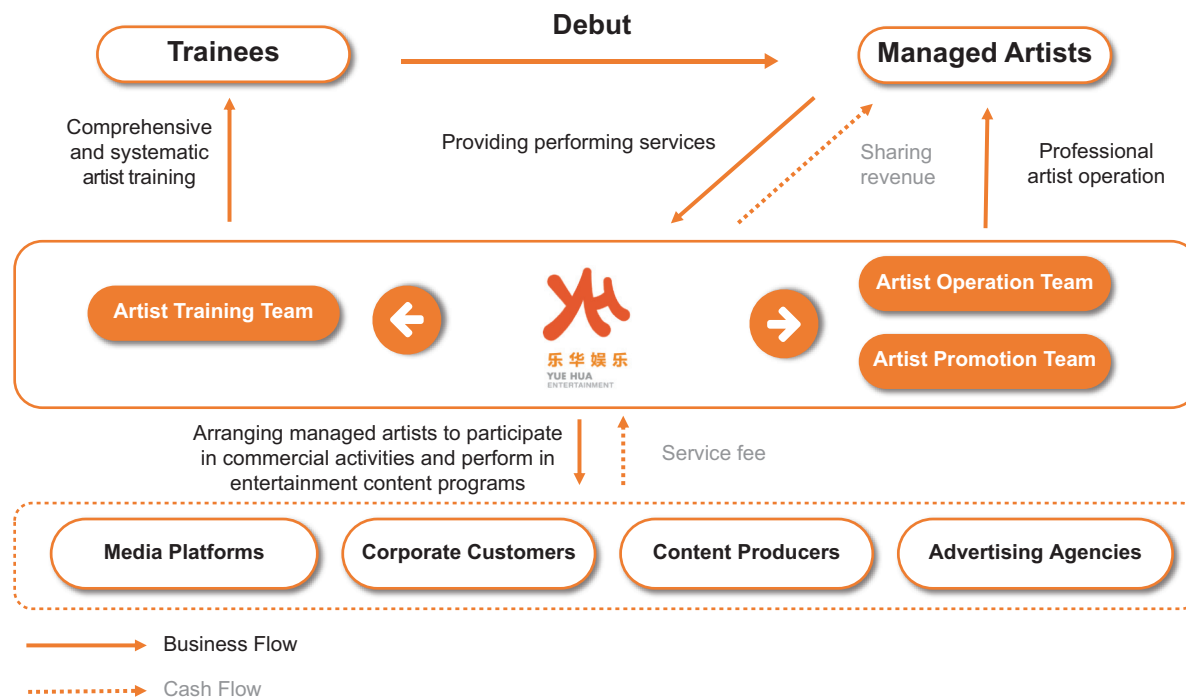 Debut
Trainees
Managed Artists
Comprehensive
and systematic
artist training
Providing performing services
Sharing
revenue
Professional
artist operation
Artist Training Team
乐华娱乐
YUE HUA
ENTERTAINMENT
Artist Operation Team
Artist Promotion Team
Arranging managed artists to participate
in commercial activities and perform in
entertainment content programs
Service fee
Media Platforms
Corporate Customers
Content Producers
Advertising Agencies
Business Flow
Cash Flow